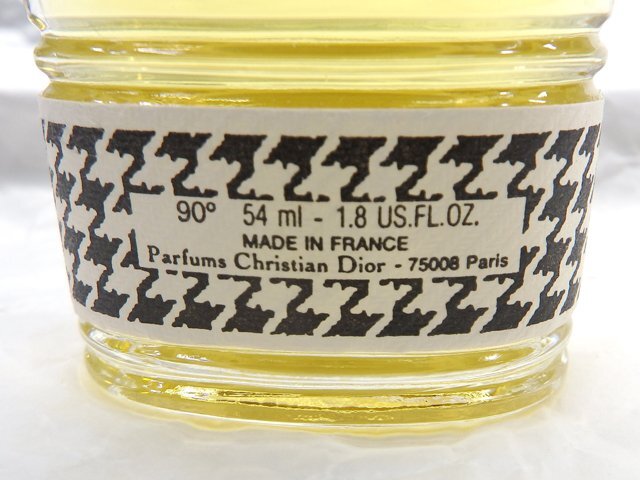 90° 54 ml - 1.8 US.FL.OZ.
MADE IN FRANCE
Parfums Christian Dior - 75008 Paris